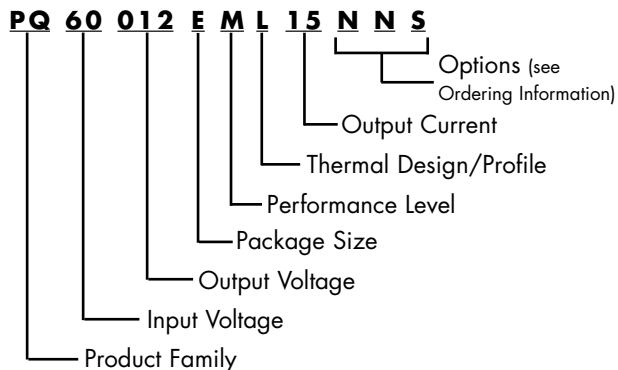 PQ 60 012 E M L 15 N N S
Options (see
Ordering Information)
Output Current
Thermal Design/Profile
Performance Level
Package Size
Output Voltage
Input Voltage
Product Family